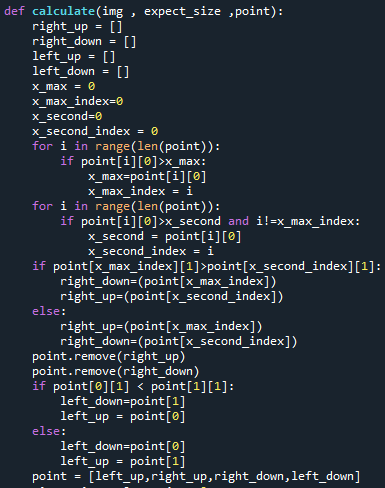 def calculate(img , expect_size ,point):
    right_up = []
    right_down = []
    left_up = []
    left_down = []
    x_max = 0
    x_max_index=0
    x_second=0
    x_second_index = 0
    for i in range(len(point)):
        if point[i][0]>x_max:
            x_max=point[i][0]
            x_max_index = i
    for i in range(len(point)):
        if point[i][0]>x_second and i!=x_max_index:
            x_second = point[i][0]
            x_second_index = i
    if point[x_max_index][1]>point[x_second_index][1]:
        right_down=(point[x_max_index])
        right_up=(point[x_second_index])
    else:
        right_up=(point[x_max_index])
        right_down=(point[x_second_index])
    point.remove(right_up)
    point.remove(right_down)
    if point[0][1] < point[1][1]:
        left_down=point[1]
        left_up = point[0]
    else:
        left_down=point[0]
        left_up = point[1]
    point = [left_up,right_up,right_down,left_down]